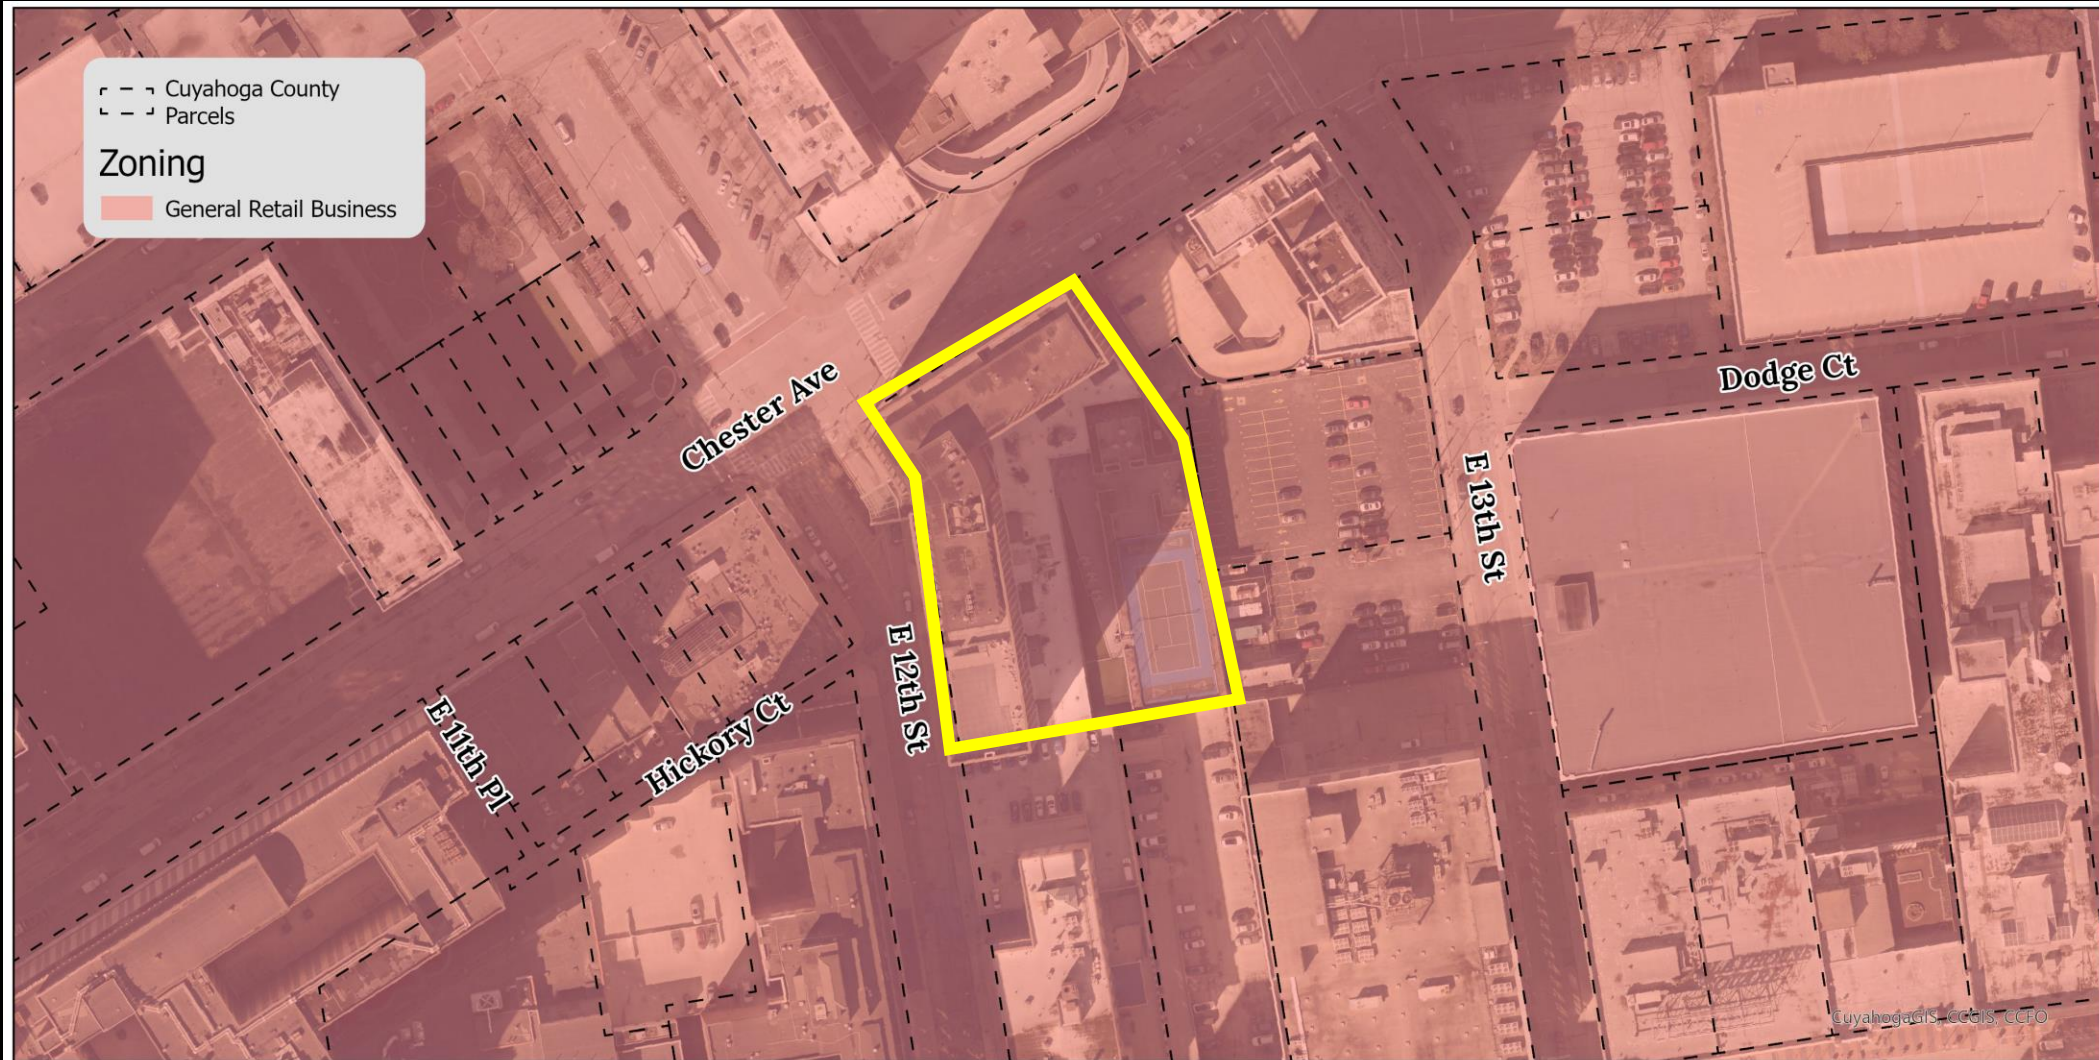 Cuyahoga County
Parcels
Zoning
General Retail Business
Chester Ave
Dodge Ct
E 13th St
E 12th St
E 11th Pl
Hickory Ct
CuyahogaGIS, CCGIS, CCFO